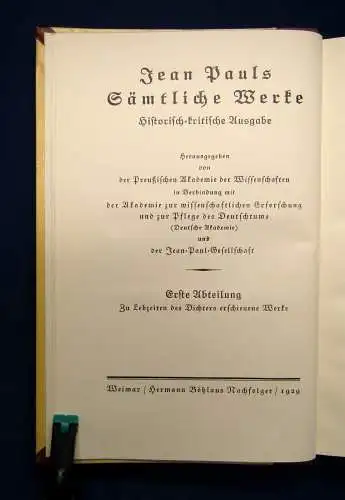 Jean Pauls
Sämtliche Werke
Historisch-kritische Ausgabe
Herausgegeben
von
der Preußischen Akademie der Wissenschaften
in Verbindung mit
der Akademie zur wissenschaftlichen Erforschung
und zur Pflege des Deutschtums
(Deutsche Akademie)
und
der Jean-Paul-Gesellschaft
Erste Abteilung
Zu Lebzeiten des Dichters erschienene Werke
Weimar / Hermann Böhlaus Nachfolger / 1929